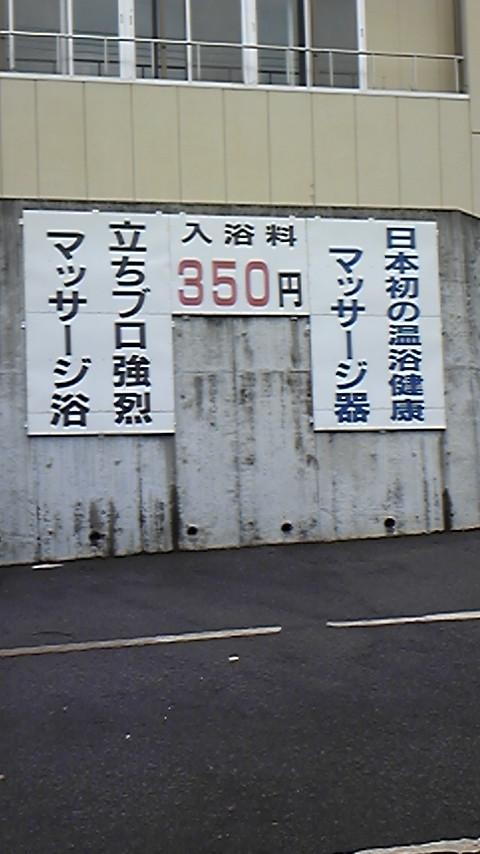 日本初の温浴健康
マッサージ器
入浴料
350円
立ちブロ強烈
マッサージ浴